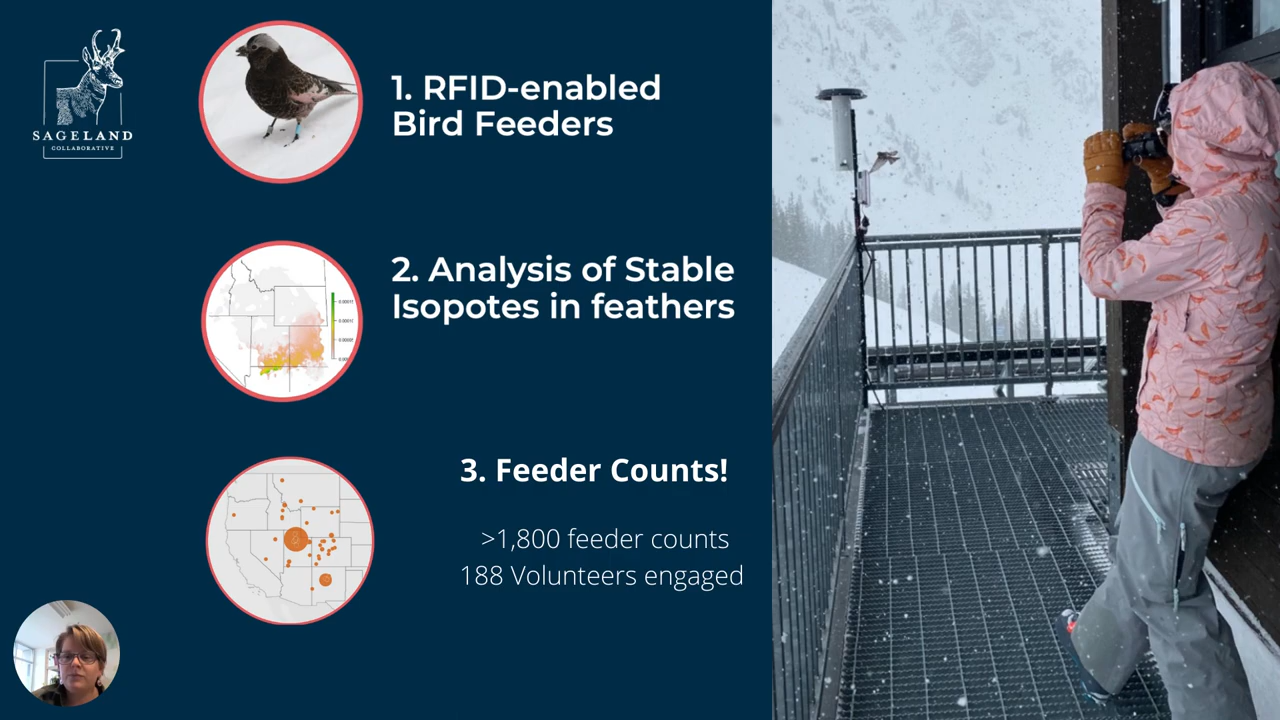 SAGELAND
COLLABORATIVE
1. RFID-enabled
Bird Feeders
2. Analysis of Stable
Isopotes in feathers
3. Feeder Counts!
>1,800 feeder counts
188 Volunteers engaged